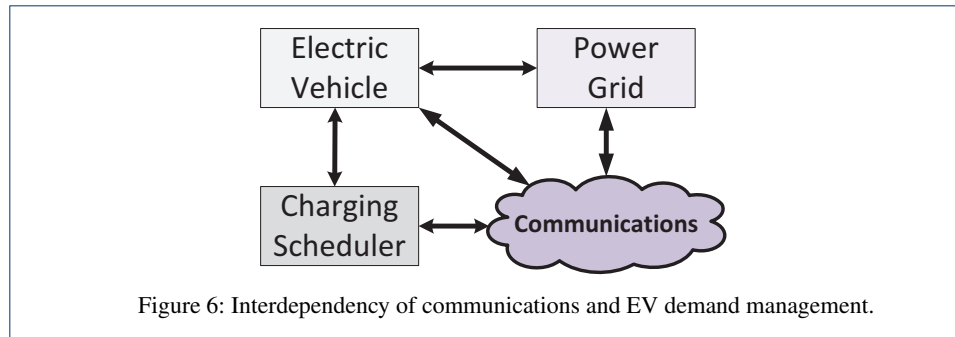 Electric
Vehicle
Power
Grid
Charging
Scheduler
Communications
Figure 6: Interdependency of communications and EV demand management.